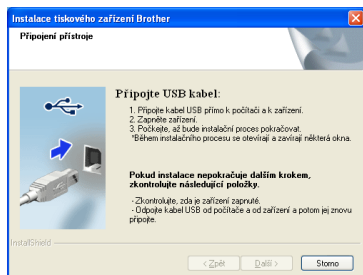 Instalace tiskového zařízení Brother
Připojení přístroje
Připojte USB kabel:
1. Připojte kabel USB přímo k počítači a k zařízení.
2. Zapněte zařízení.
3. Počkejte, až bude instalační proces pokračovat.
*Během instalačního procesu se otevírají a zavírají některá okna.
Pokud instalace nepokračuje dalším krokem,
zkontrolujte následující položky.
- Zkontrolujte, zda je zařízení zapnuté.
- Odpojte kabel USB od počítače a od zařízení a potom jej znovu
připojte.
InstallShield
< Zpět
Další >
Storno